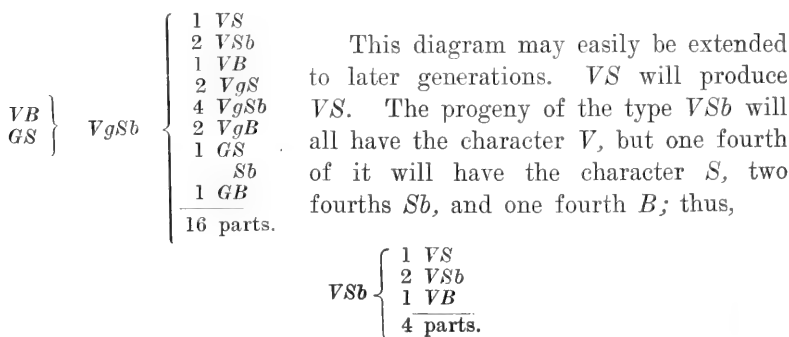 VB
GS
VgSb
1 VS
2 VSb
1 VB
2 VgS
4 VgSb
2 VgB
1 GS
Sb
1 GB
16 parts.
This diagram may easily be extended
to later generations. VS will produce
VS. The progeny of the type VSb will
all have the character V, but one fourth
of it will have the character S, two
fourths Sb, and one fourth B; thus,
VSb
1 VS
2 VSb
1 VB
4 parts.